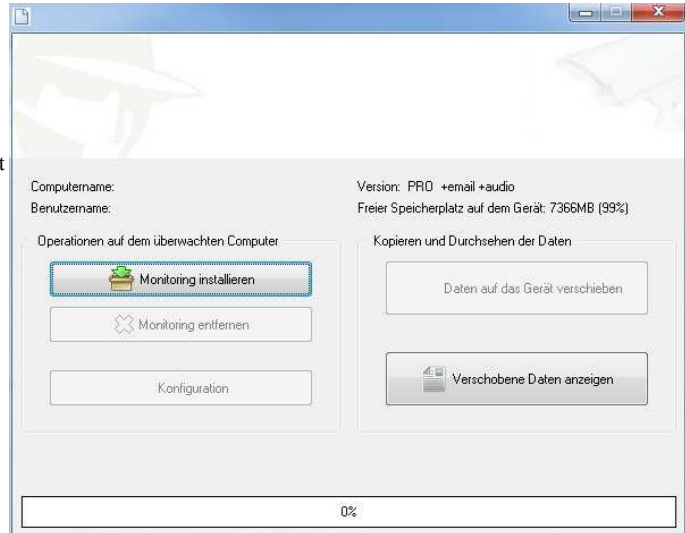 t
Computername:
Benutzername:
Version: PRO +email +audio
Freier Speicherplatz auf dem Gerät: 7366MB (99%)
Operationen auf dem überwachten Computer
Monitoring installieren
Monitoring entfernen
Konfiguration
Kopieren und Durchsehen der Daten
Daten auf das Gerät verschieben
Verschobene Daten anzeigen
0%